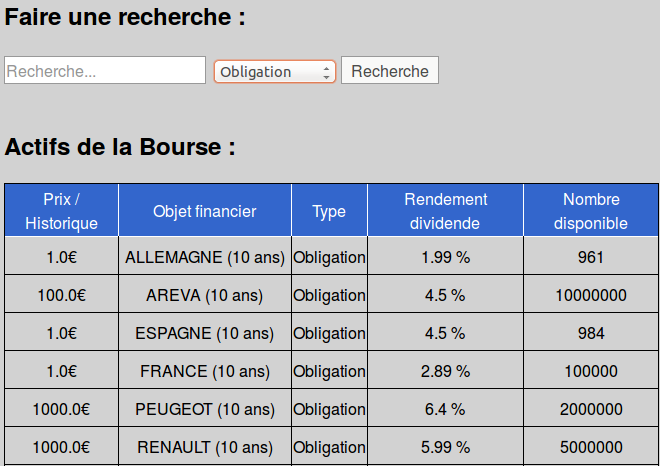 Faire une recherche :
Recherche... Obligation Recherche
Actifs de la Bourse :
Prix / Historique Objet financier Type Rendement dividende Nombre disponible
1.0€ ALLEMAGNE (10 ans) Obligation 1.99 % 961
100.0€ AREVA (10 ans) Obligation 4.5 % 10000000
1.0€ ESPAGNE (10 ans) Obligation 4.5 % 984
1.0€ FRANCE (10 ans) Obligation 2.89 % 100000
1000.0€ PEUGEOT (10 ans) Obligation 6.4 % 2000000
1000.0€ RENAULT (10 ans) Obligation 5.99 % 5000000